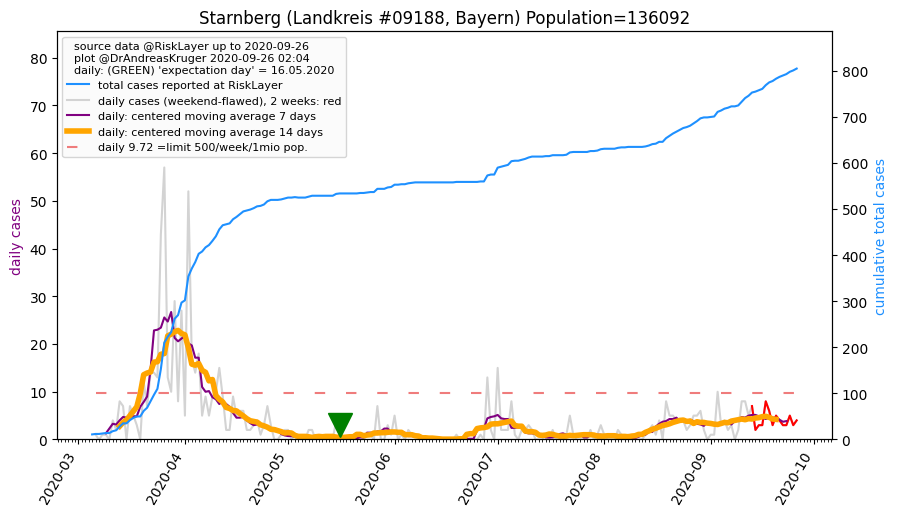 Starnberg (Landkreis #09188, Bayern) Population=136092
source data @RiskLayer up to 2020-09-26
plot @DrAndreasKruger 2020-09-26 02:04
daily: (GREEN) 'expectation day' = 16.05.2020
total cases reported at RiskLayer
daily cases (weekend-flawed), 2 weeks: red
daily: centered moving average 7 days
daily: centered moving average 14 days
daily 9.72 =limit 500/week/1mio pop.
daily cases
80
70
60
50
40
30
20
10
0
cumulative total cases
800
700
600
500
400
300
200
100
0
2020-03
2020-04
2020-05
2020-06
2020-07
2020-08
2020-09
2020-10